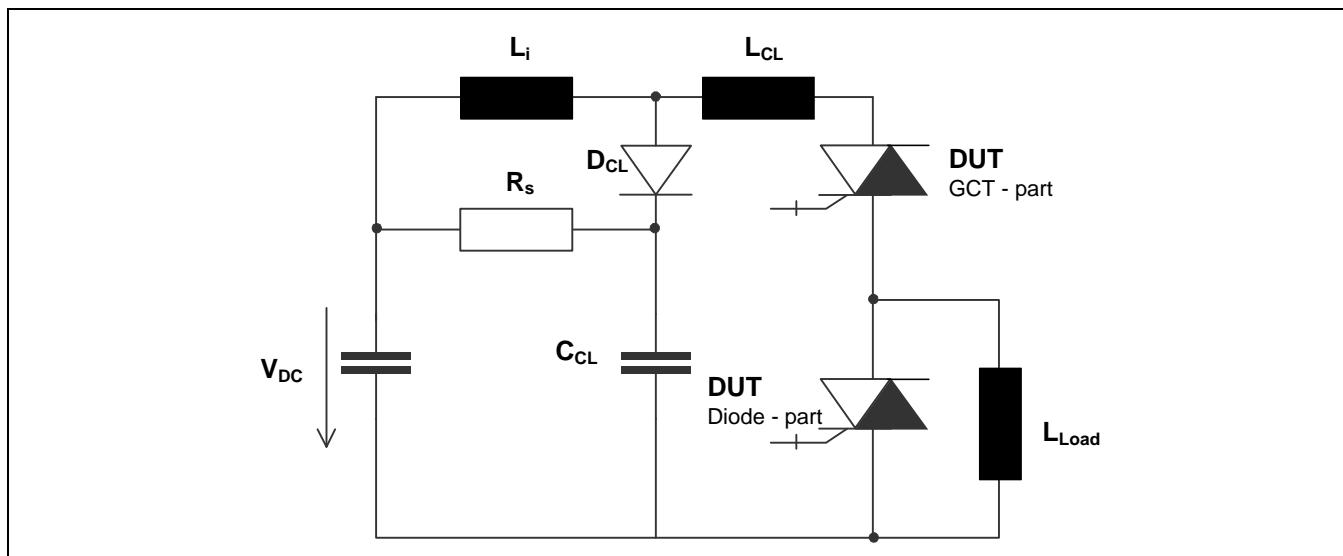 Li
LCL
DCL
DUT
GCT - part
Rs
VDC
CCL
DUT
Diode - part
LLoad